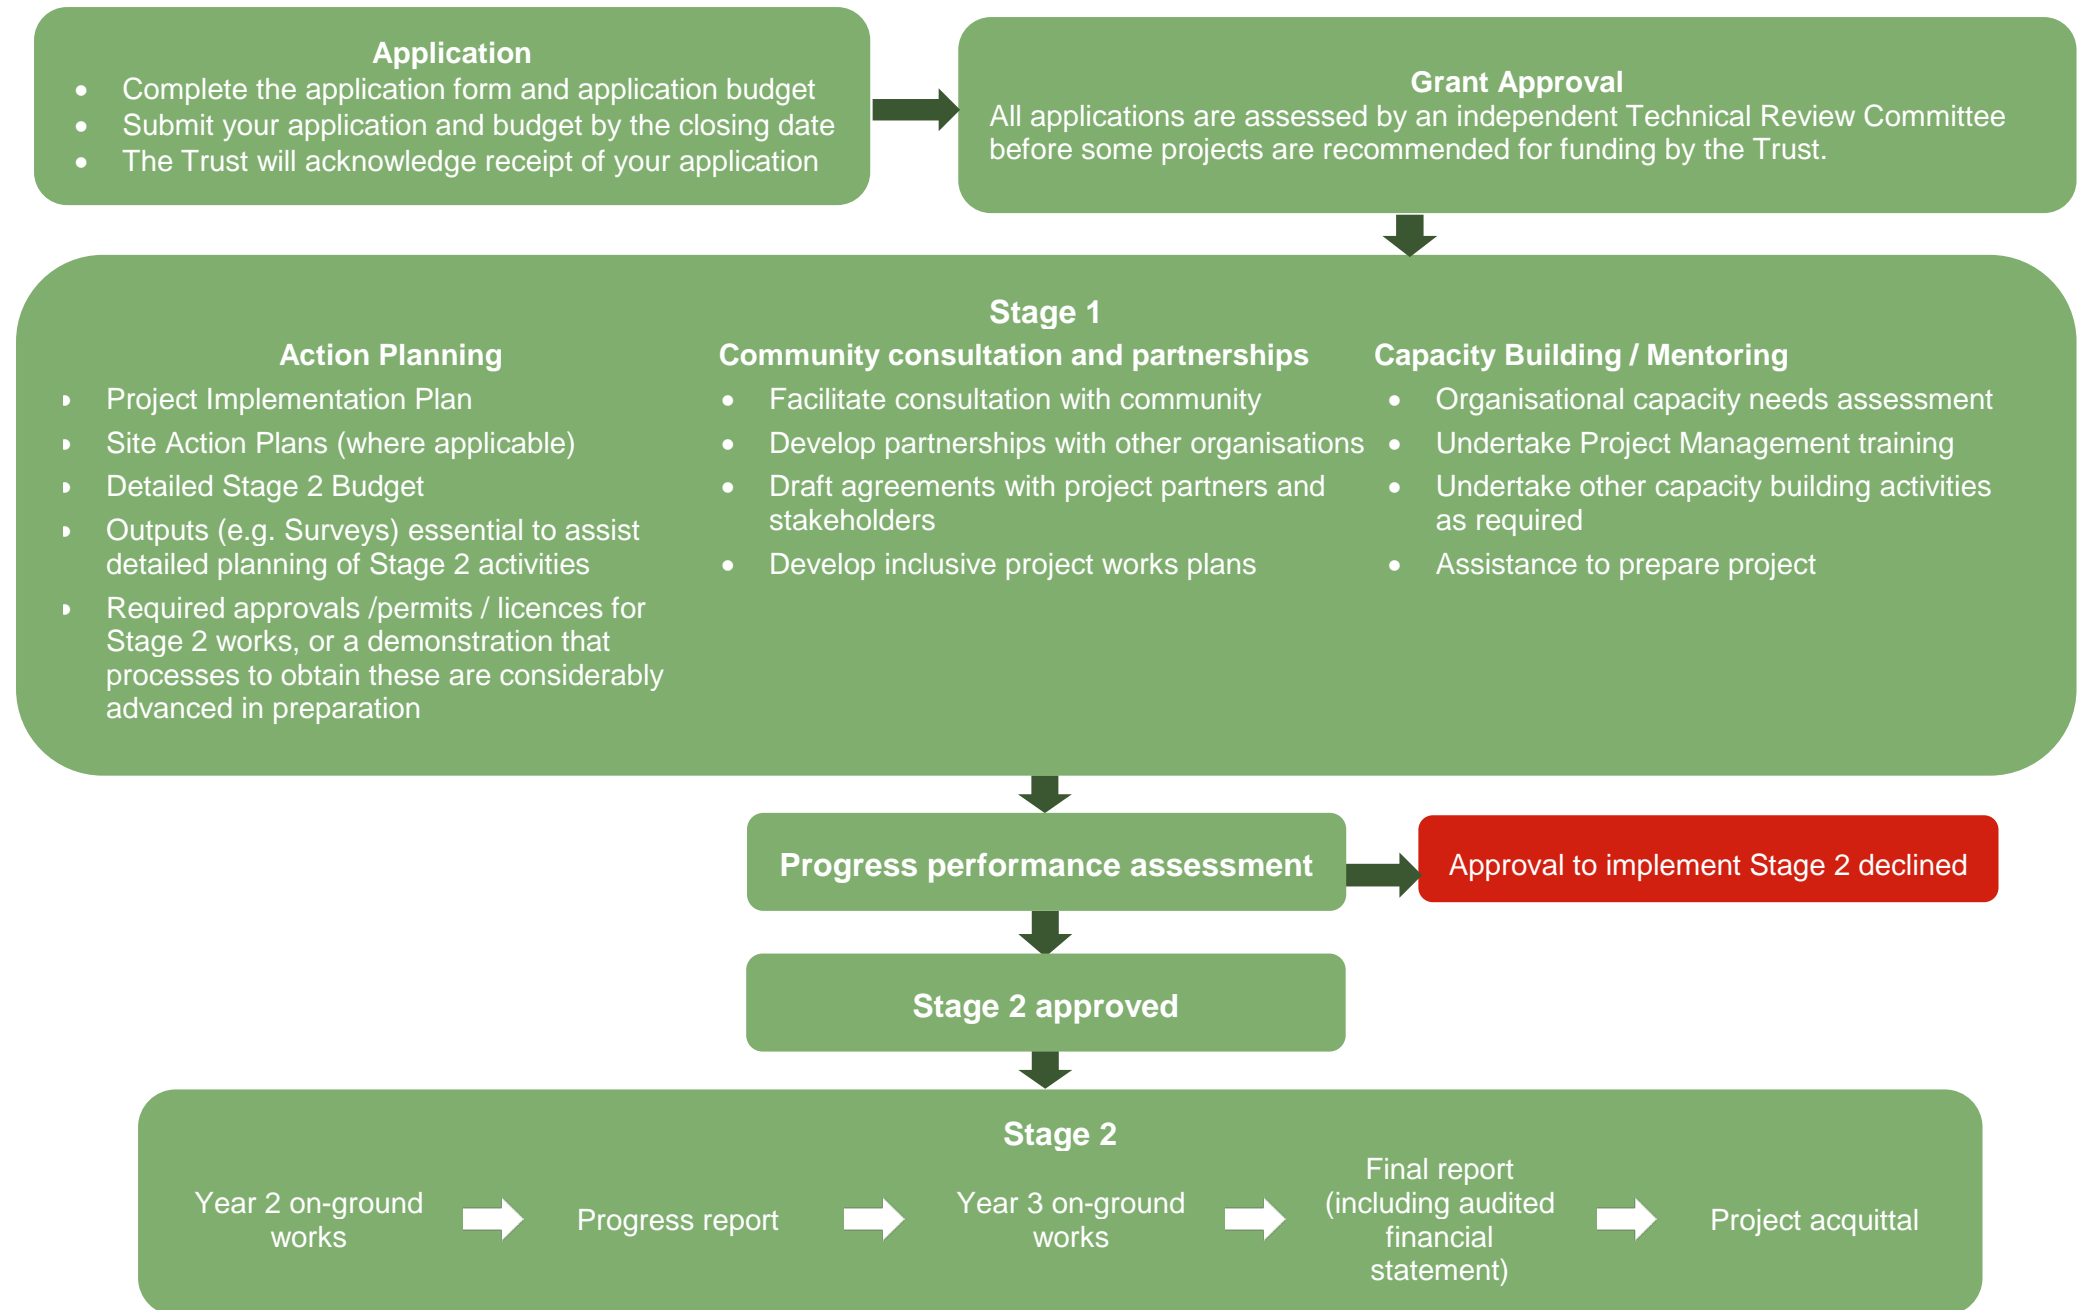 Application
• Complete the application form and application budget
• Submit your application and budget by the closing date
• The Trust will acknowledge receipt of your application
Grant Approval
All applications are assessed by an independent Technical Review Committee
before some projects are recommended for funding by the Trust.
Stage 1
Action Planning
• Project Implementation Plan
• Site Action Plans (where applicable)
• Detailed Stage 2 Budget
• Outputs (e.g. Surveys) essential to assist
detailed planning of Stage 2 activities
• Required approvals /permits / licences for
Stage 2 works, or a demonstration that
processes to obtain these are considerably
advanced in preparation
Community consultation and partnerships
• Facilitate consultation with community
• Develop partnerships with other organisations
• Draft agreements with project partners and
stakeholders
• Develop inclusive project works plans
Capacity Building / Mentoring
• Organisational capacity needs assessment
• Undertake Project Management training
• Undertake other capacity building activities
as required
• Assistance to prepare project
Progress performance assessment
Approval to implement Stage 2 declined
Stage 2 approved
Stage 2
Year 2 on-ground
works
Progress report
Year 3 on-ground
works
Final report
(including audited
financial
statement)
Project acquittal